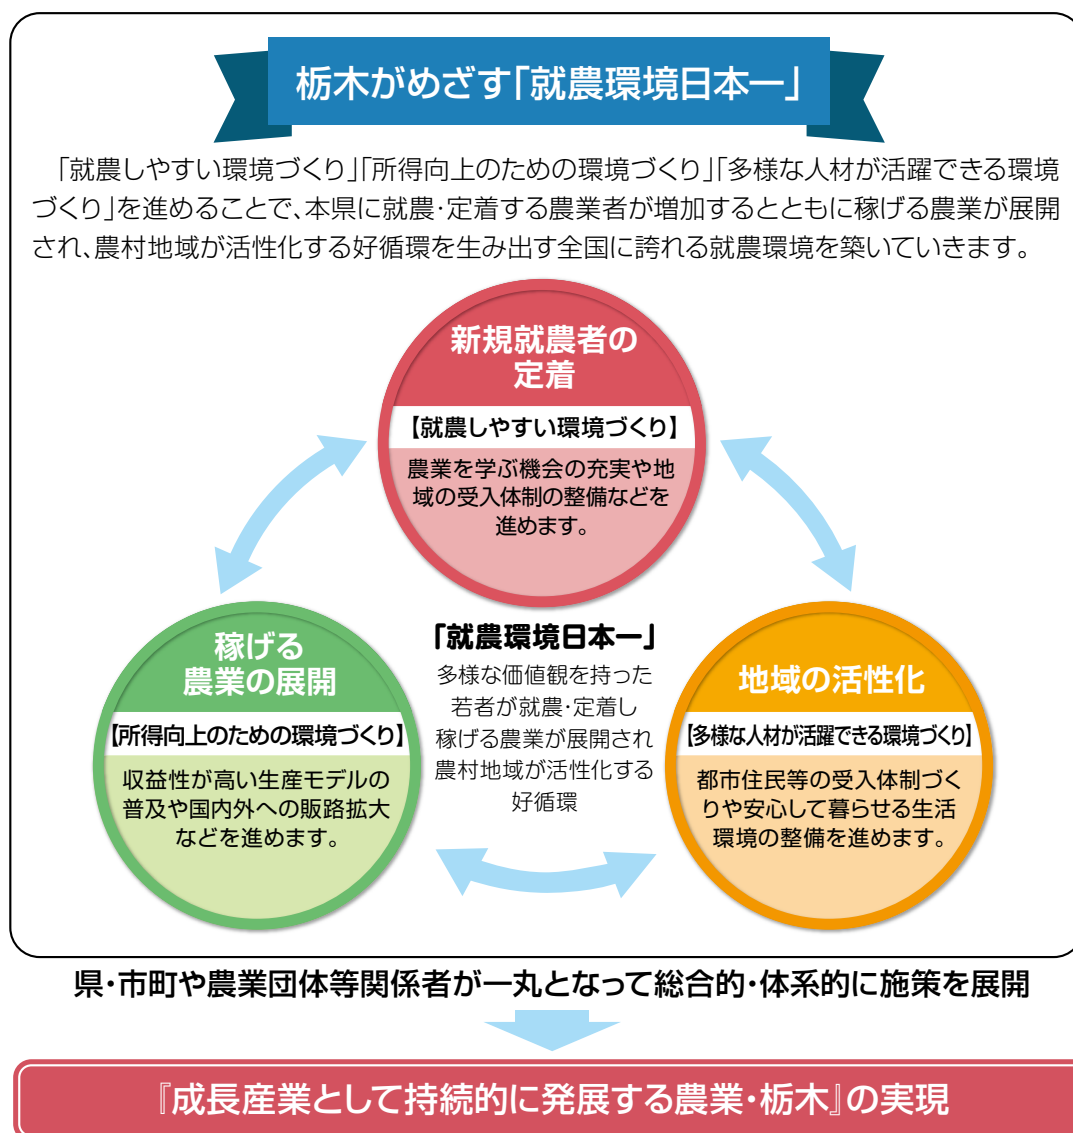 栃木がめざす「就農環境日本一」
「就農しやすい環境づくり」「所得向上のための環境づくり」「多様な人材が活躍できる環境
づくり」を進めることで、本県に就農・定着する農業者が増加するとともに稼げる農業が展開
され、農村地域が活性化する好循環を生み出す全国に誇れる就農環境を築いていきます。
新規就農者の
定着
【就農しやすい環境づくり】
農業を学ぶ機会の充実や地
域の受入体制の整備などを
進めます。
稼げる
農業の展開
【所得向上のための環境づくり】
収益性が高い生産モデルの
普及や国内外への販路拡大
などを進めます。
「就農環境日本一」
多様な価値観を持った
若者が就農・定着し
稼げる農業が展開され
農村地域が活性化する
好循環
地域の活性化
【多様な人材が活躍できる環境づくり】
都市住民等の受入体制づく
りや安心して暮らせる生活
環境の整備を進めます。
県・市町や農業団体等関係者が一丸となって総合的・体系的に施策を展開
『成長産業として持続的に発展する農業・栃木』の実現